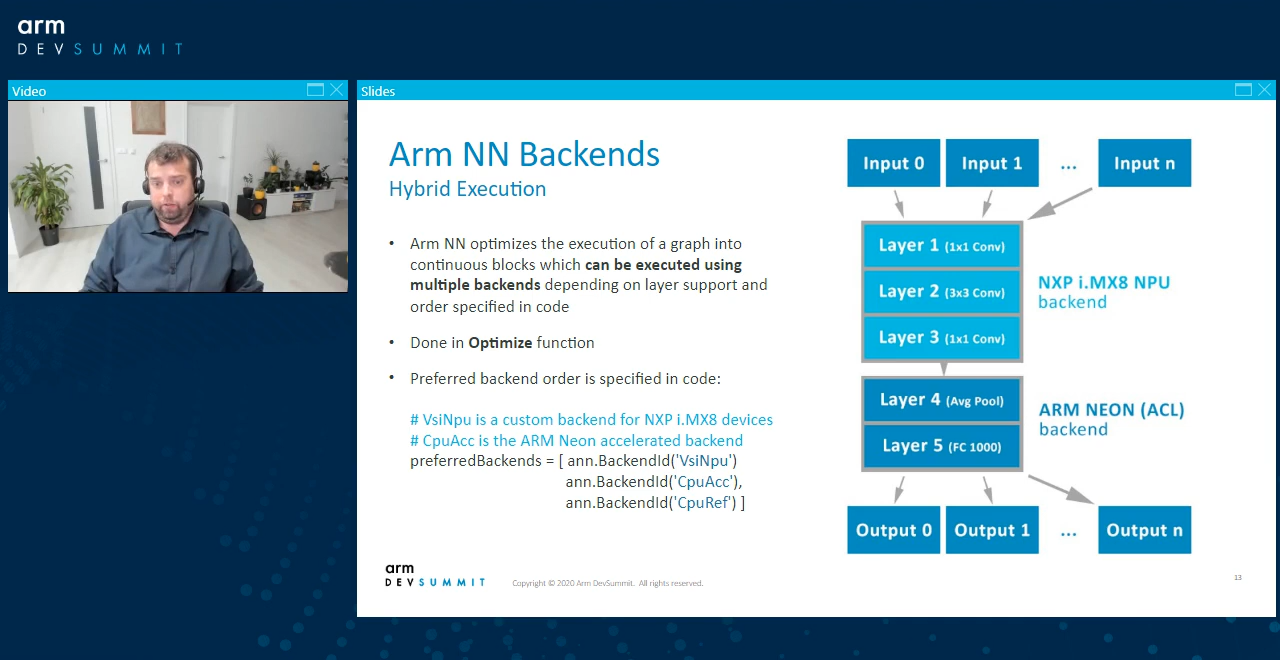 arm
DEVSUMMIT
Video
Slides
Arm NN Backends
Hybrid Execution
• Arm NN optimizes the execution of a graph into
continuous blocks which can be executed using
multiple backends depending on layer support and
order specified in code
• Done in Optimize function
• Preferred backend order is specified in code:
# VsiNpu is a custom backend for NXP i.MX8 devices
# CpuAcc is the ARM Neon accelerated backend
preferredBackends = [ ann.BackendId('VsiNpu')
ann.BackendId('CpuAcc'),
ann.BackendId('CpuRef') ]
Input 0 Input 1 ... Input n
Layer 1 (1x1 Conv)
Layer 2 (3x3 Conv)
Layer 3 (1x1 Conv)
NXP i.MX8 NPU
backend
Layer 4 (Avg Pool)
Layer 5 (FC 1000)
ARM NEON (ACL)
backend
Output 0 Output 1 ... Output n
arm
DEVSUMMIT
Copyright © 2020 Arm DevSummit. All rights reserved.
13